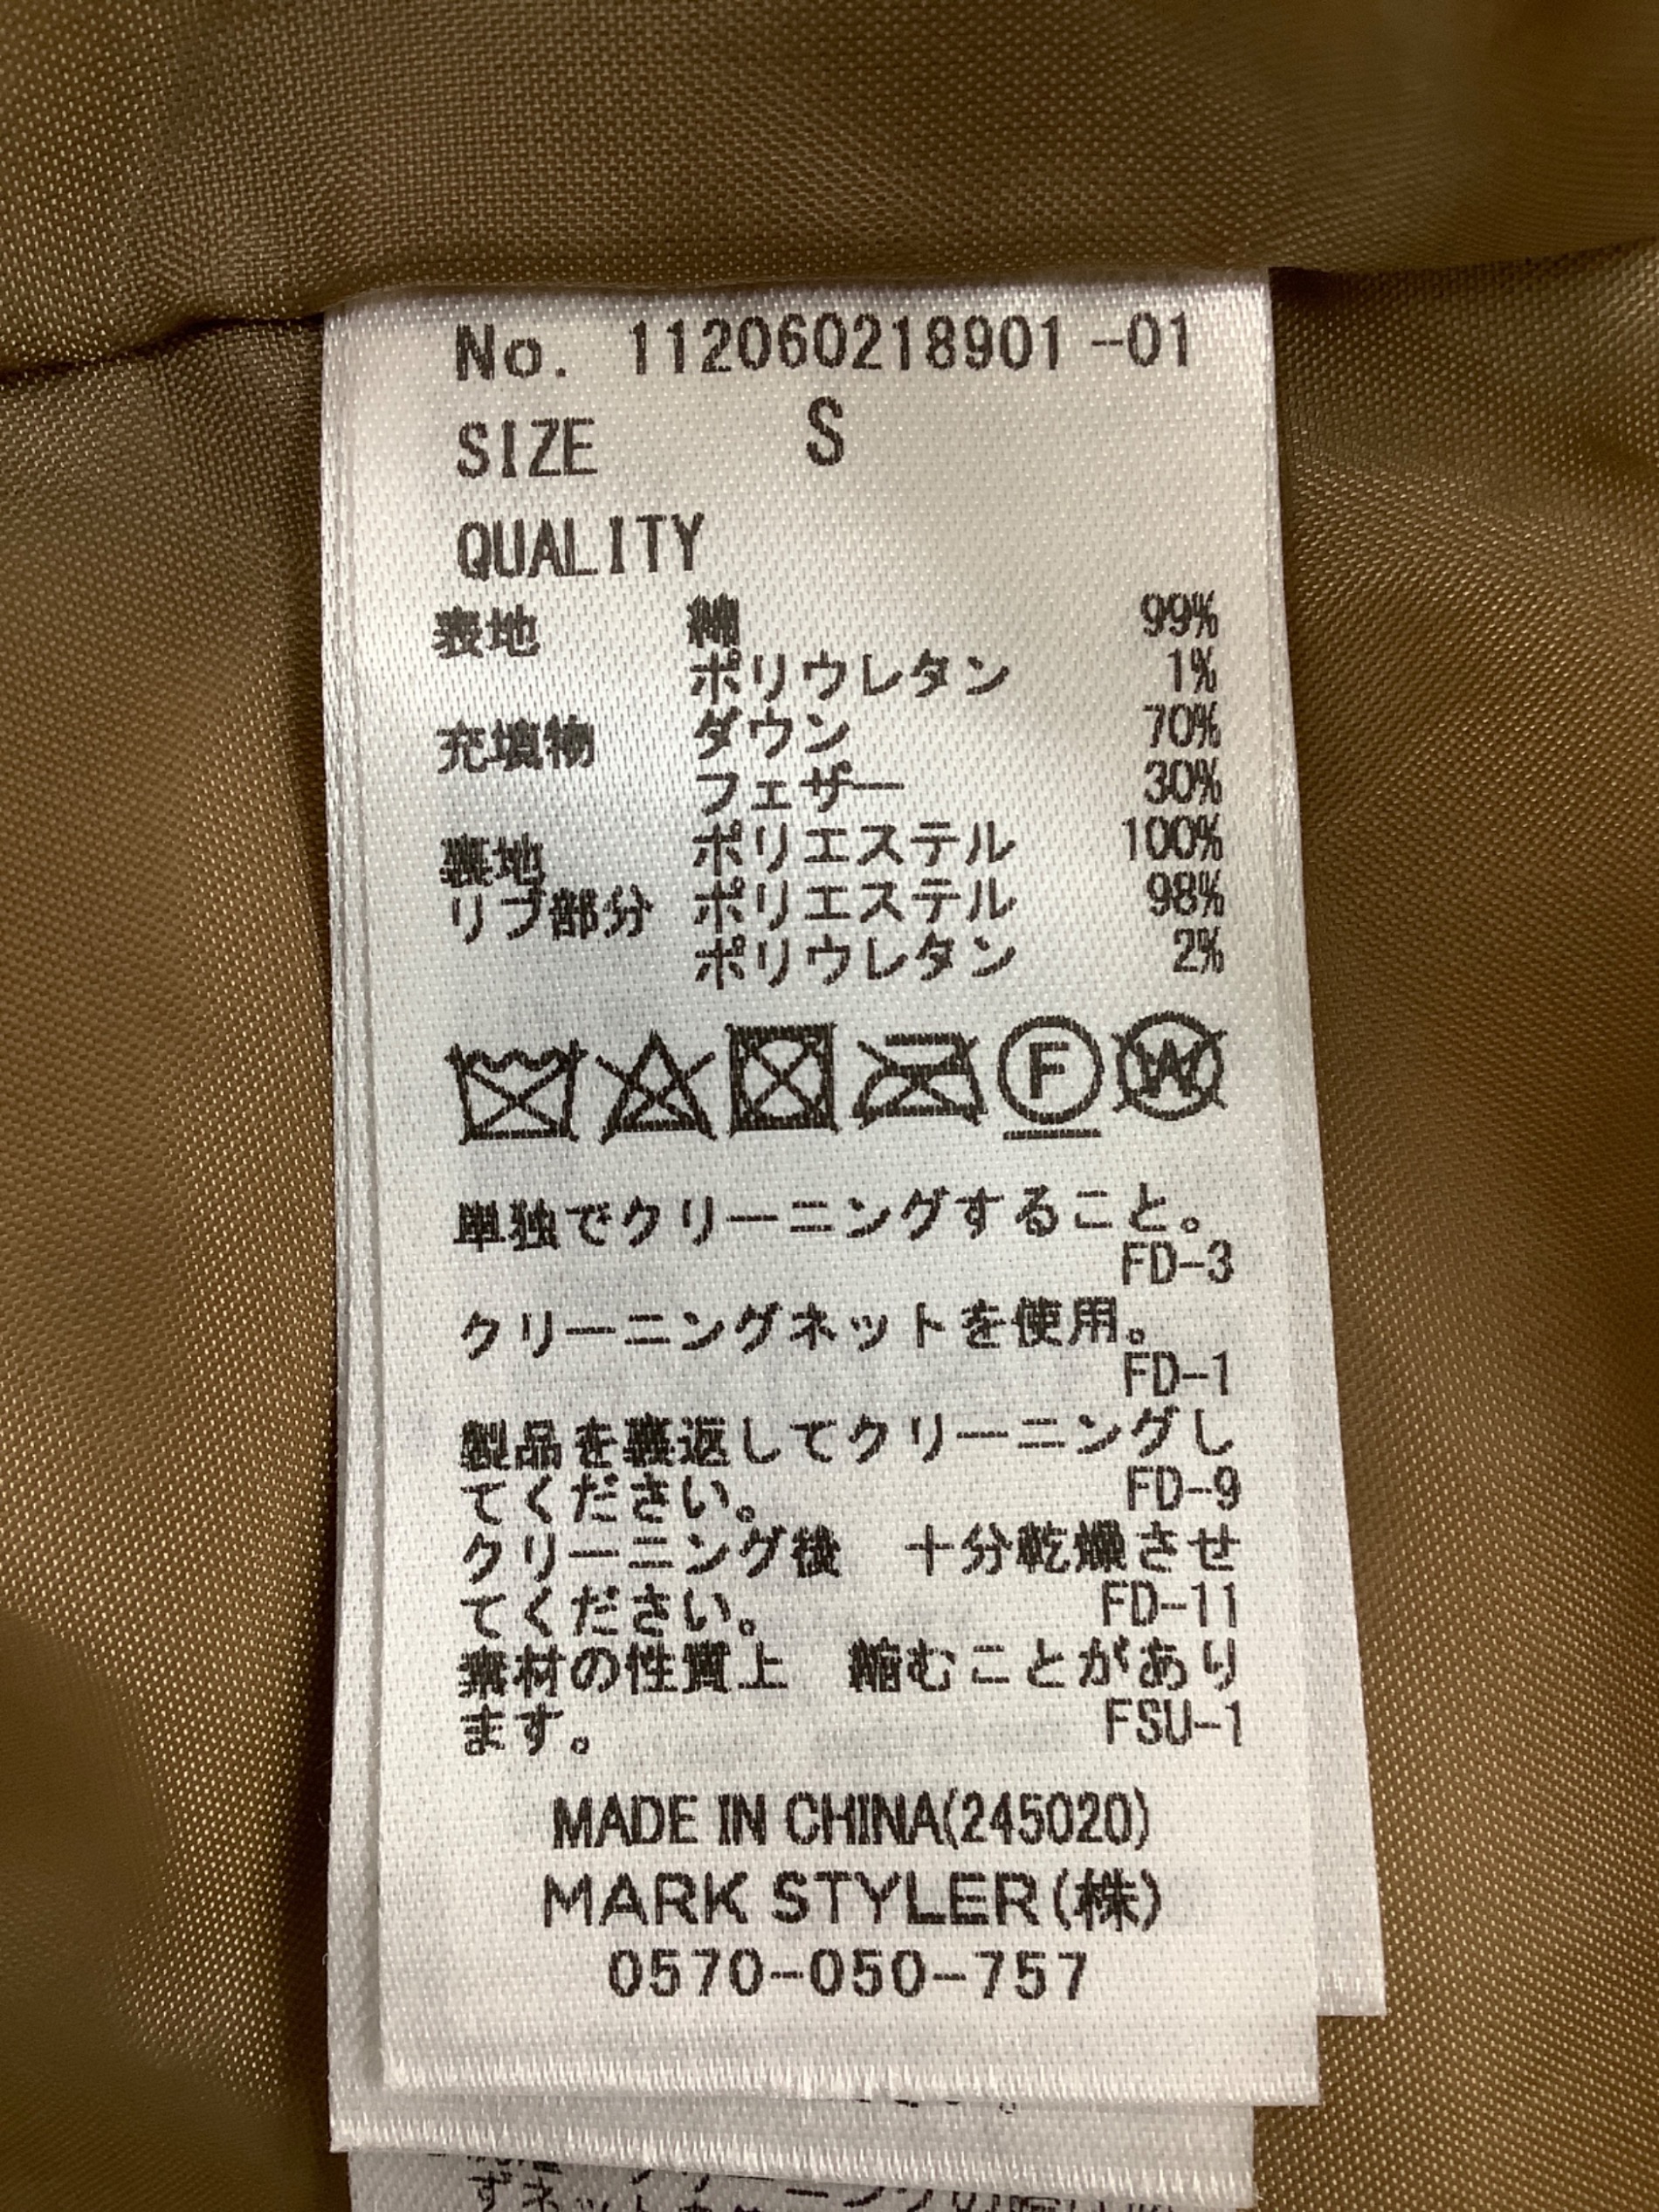 No. 112060218901-01
SIZE S
QUALITY
表地 綿 99%
ポリウレタン 1%
充填物 ダウン 70%
フェザー 30%
裏地 ポリエステル 100%
リブ部分 ポリエステル 98%
ポリウレタン 2%
F W
単独でクリーニングすること。
FD-3
クリーニングネットを使用。
FD-1
製品を裏返してクリーニングし
てください。 FD-9
クリーニング後 十分乾燥させ
てください。 FD-11
素材の性質上 縮むことがあり
ます。 FSU-1
MADE IN CHINA(245020)
MARK STYLER(株)
0570-050-757